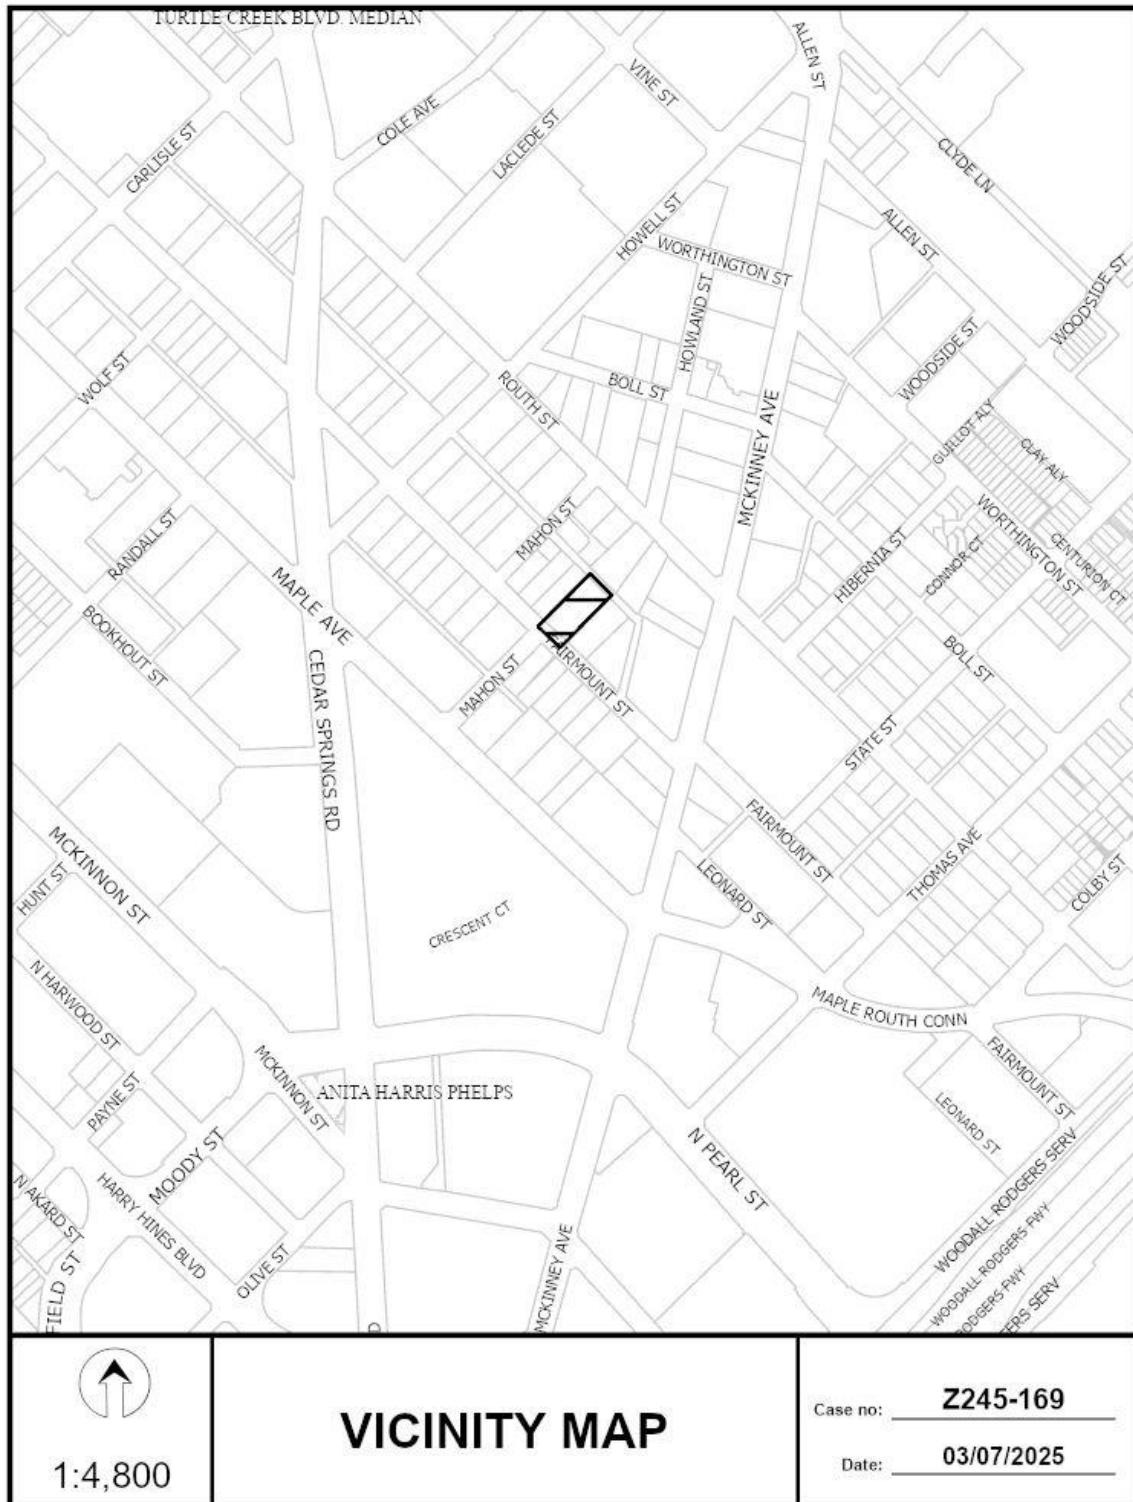 TURTLE CREEK BLVD. MEDIAN
ALLEN ST
VINE ST
COLE AVE
LACLEDE ST
CARLISLE ST
CLYDE LN
HOWELL ST
ALLEN ST
WORTHINGTON ST
WOODSIDE ST
HOWLAND ST
WOODSIDE ST
WOLF ST
ROUTH ST
BOLL ST
MCKINNEY AVE
GUILLOT ALY
CLAY ALY
RANDALL ST
MAHON ST
WORTHINGTON ST
CENTURION CT
HIBERNIA ST
CONNOR CT
MAPLE AVE
BOOKHOUT ST
CEDAR SPRINGS RD
MAHON ST
FAIRMOUNT ST
BOLL ST
STATE ST
MCKINNON ST
HUNT ST
FAIRMOUNT ST
THOMAS AVE
COLBY ST
LEONARD ST
CRESCENT CT
N HARWOOD ST
MAPLE ROUTH CONN
MCKINNON ST
FAIRMOUNT ST
ANITA HARRIS PHELPS
PAYNE ST
LEONARD ST
MOODY ST
N PEARL ST
N AKARD ST
HARRY HINES BLVD
WOODALL RODGERS SERV
OLIVE ST
MCKINNEY AVE
WOODALL RODGERS FWY
FIELD ST
RODGERS FWY
ERS SERV
D
1:4,800
VICINITY MAP
Case no: Z245-169
Date: 03/07/2025